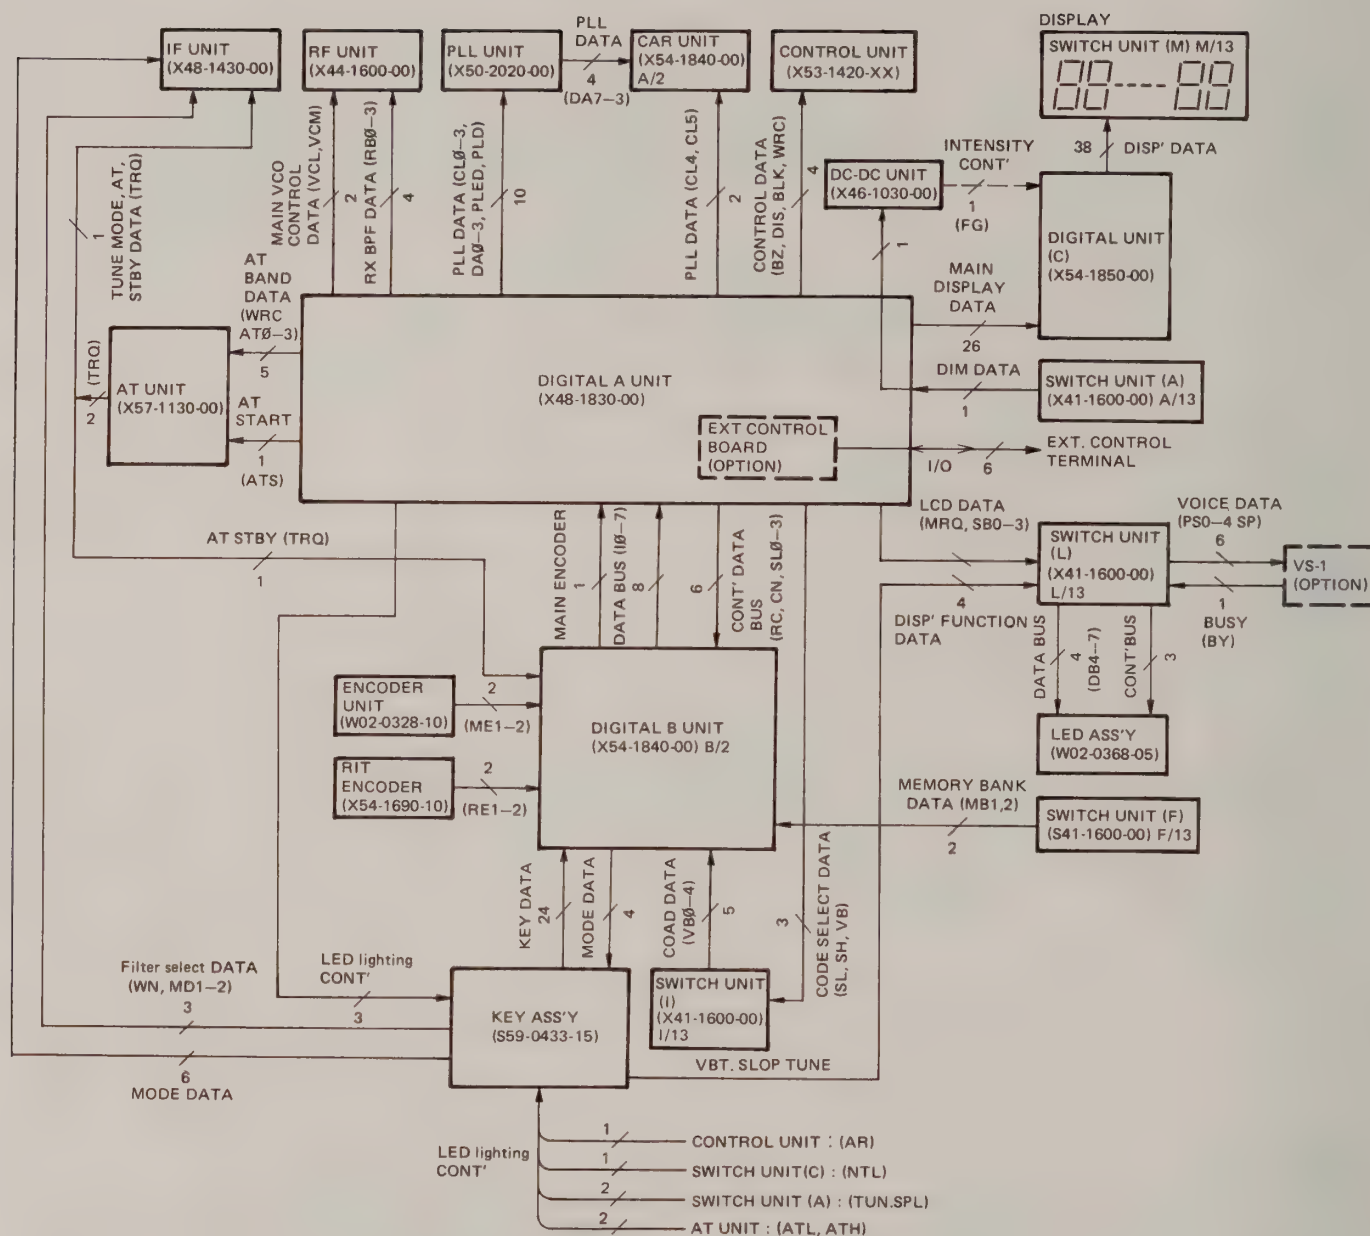 IF UNIT
(X48-1430-00)
RF UNIT
(X44-1600-00)
PLL UNIT
(X50-2020-00)
PLL
DATA
4
(DA7-3)
CAR UNIT
(X54-1840-00)
A/2
CONTROL UNIT
(X53-1420-XX)
DISPLAY
SWITCH UNIT (M) M/13
38
DISP' DATA
TUNE MODE, AT,
STBY DATA (TRQ)
1
MAIN VCO
CONTROL
DATA (VCL,VCM)
2
RX BPF DATA (RBØ-3)
4
PLL DATA (CLØ-3,
DAØ-3, PLED, PLD)
10
PLL DATA (CL4, CL5)
2
CONTROL DATA
(BZ, DIS, BLK, WRC)
4
DC-DC UNIT
(X46-1030-00)
1
INTENSITY
CONT'
1
(FG)
DIGITAL UNIT
(C)
(X54-1850-00)
MAIN
DISPLAY
DATA
26
AT
BAND
DATA
(WRC
ATØ-3)
5
(TRQ)
2
AT UNIT
(X57-1130-00)
AT
START
1
(ATS)
DIGITAL A UNIT
(X48-1830-00)
DIM DATA
1
SWITCH UNIT (A)
(X41-1600-00) A/13
EXT CONTROL
BOARD
(OPTION)
I/O
6
EXT. CONTROL
TERMINAL
AT STBY (TRQ)
1
MAIN ENCODER
1
DATA BUS (IØ-7)
8
6
CONT' DATA
BUS
(RC, CN, SLØ-3)
LCD DATA
(MRQ, SB0-3)
4
DISP' FUNCTION
DATA
SWITCH UNIT
(L)
(X41-1600-00)
L/13
VOICE DATA
(PS0-4 SP)
6
1
BUSY
(BY)
VS-1
(OPTION)
DATA BUS
4
(DB4-7)
CONT'BUS
3
LED ASS'Y
(W02-0368-05)
ENCODER
UNIT
(W02-0328-10)
2
(ME1-2)
RIT
ENCODER
(X54-1690-10)
2
(RE1-2)
DIGITAL B UNIT
(X54-1840-00) B/2
MEMORY BANK
DATA (MB1,2)
2
SWITCH UNIT (F)
(S41-1600-00) F/13
KEY DATA
24
MODE DATA
4
COAD DATA
(VBØ-4)
5
3
CODE SELECT DATA
(SL, SH, VB)
Filter select DATA
(WN, MD1-2)
3
LED lighting
CONT'
3
KEY ASS'Y
(S59-0433-15)
SWITCH UNIT
(I)
(X41-1600-00)
I/13
6
MODE DATA
VBT. SLOP TUNE
LED lighting
CONT'
1
CONTROL UNIT : (AR)
1
SWITCH UNIT(C) : (NTL)
2
SWITCH UNIT (A) : (TUN.SPL)
2
AT UNIT : (ATL, ATH)